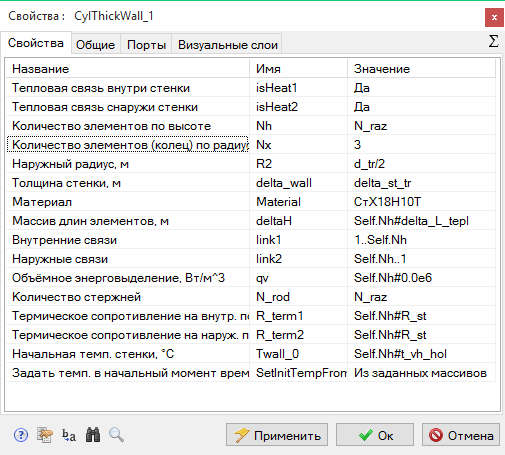 Свойства : CylThickWall_1
Свойства Общие Порты Визуальные слои Σ
Название Имя Значение
Тепловая связь внутри стенки isHeat1 Да
Тепловая связь снаружи стенки isHeat2 Да
Количество элементов по высоте Nh N_raz
Количество элементов (колец) по радиу Nx 3
Наружный радиус, м R2 d_tr/2
Толщина стенки, м delta_wall delta_st_tr
Материал Material СтХ18Н10Т
Массив длин элементов, м deltaH Self.Nh#delta_L_tepl
Внутренние связи link1 1..Self.Nh
Наружные связи link2 Self.Nh..1
Объёмное энерговыделение, Вт/м^3 qv Self.Nh#0.0e6
Количество стержней N_rod N_raz
Термическое сопротивление на внутр. по R_term1 Self.Nh#R_st
Термическое сопротивление на наруж. п R_term2 Self.Nh#R_st
Начальная темп. стенки, °C Twall_0 Self.Nh#t_vh_hol
Задать темп. в начальный момент врем SetInitTempFrom Из заданных массивов
Применить Ок Отмена